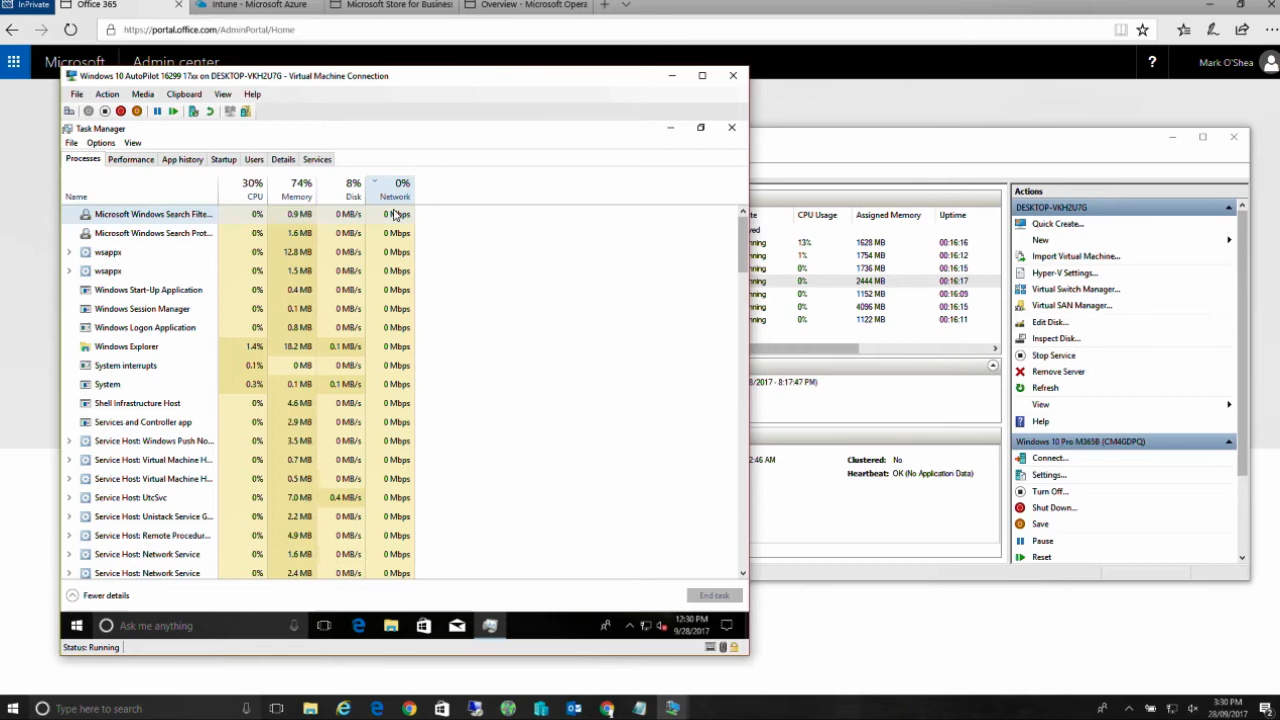 InPrivate Office 365 Intune - Microsoft Azure Microsoft Store for Business Overview - Microsoft Opera
https://portal.office.com/AdminPortal/Home
Microsoft Admin center ? Mark O'Shea
Windows 10 AutoPilot 16299 17xx on DESKTOP-VKH2U7G - Virtual Machine Connection
File Action Media Clipboard View Help
Task Manager
File Options View
Processes Performance App history Startup Users Details Services
30% 74% 8% 0%
Name CPU Memory Disk Network
Microsoft Windows Search Filte... 0% 0.9 MB 0 MB/s 0 Mbps
Microsoft Windows Search Prot... 0% 1.6 MB 0 MB/s 0 Mbps
wsappx 0% 12.8 MB 0 MB/s 0 Mbps
wsappx 0% 1.5 MB 0 MB/s 0 Mbps
Windows Start-Up Application 0% 0.4 MB 0 MB/s 0 Mbps
Windows Session Manager 0% 0.1 MB 0 MB/s 0 Mbps
Windows Logon Application 0% 0.8 MB 0 MB/s 0 Mbps
Windows Explorer 1.4% 18.2 MB 0.1 MB/s 0 Mbps
System interrupts 0.1% 0 MB 0 MB/s 0 Mbps
System 0.3% 0.1 MB 0.1 MB/s 0 Mbps
Shell Infrastructure Host 0% 4.6 MB 0 MB/s 0 Mbps
Services and Controller app 0% 2.9 MB 0 MB/s 0 Mbps
Service Host: Windows Push No... 0% 3.5 MB 0 MB/s 0 Mbps
Service Host: Virtual Machine H... 0% 0.7 MB 0 MB/s 0 Mbps
Service Host: Virtual Machine H... 0% 0.5 MB 0 MB/s 0 Mbps
Service Host: UtcSvc 0% 7.0 MB 0.4 MB/s 0 Mbps
Service Host: Unistack Service G... 0% 2.2 MB 0 MB/s 0 Mbps
Service Host: Remote Procedur... 0% 4.9 MB 0 MB/s 0 Mbps
Service Host: Network Service 0% 1.6 MB 0 MB/s 0 Mbps
Service Host: Network Service 0% 2.4 MB 0 MB/s 0 Mbps
Fewer details End task
Ask me anything 12:30 PM
9/28/2017
Status: Running
te CPU Usage Assigned Memory Uptime
ved
nning 13% 1628 MB 00:16:16
nning 1% 1754 MB 00:16:12
nning 0% 1736 MB 00:16:15
nning 0% 2444 MB 00:16:17
nning 0% 1152 MB 00:16:09
nning 0% 4096 MB 00:16:15
nning 0% 1122 MB 00:16:11
8/2017 - 8:17:47 PM)
2:46 AM Clustered: No
Heartbeat: OK (No Application Data)
Actions
DESKTOP-VKH2U7G
Quick Create...
New
Import Virtual Machine...
Hyper-V Settings...
Virtual Switch Manager...
Virtual SAN Manager...
Edit Disk...
Inspect Disk...
Stop Service
Remove Server
Refresh
View
Help
Windows 10 Pro M365B (CM4GDPQ)
Connect...
Settings...
Turn Off...
Shut Down...
Save
Pause
Reset
Type here to search 3:30 PM
28/09/2017